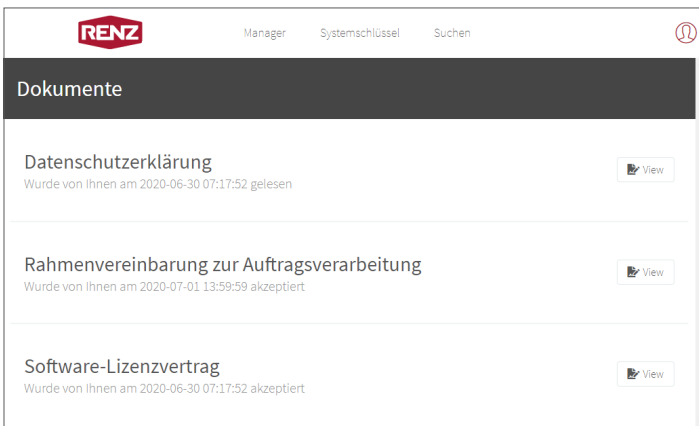 RENZ
Manager Systemschlüssel Suchen
Dokumente
Datenschutzerklärung
Wurde von Ihnen am 2020-06-30 07:17:52 gelesen
View
Rahmenvereinbarung zur Auftragsverarbeitung
Wurde von Ihnen am 2020-07-01 13:59:59 akzeptiert
View
Software-Lizenzvertrag
Wurde von Ihnen am 2020-06-30 07:17:52 akzeptiert
View